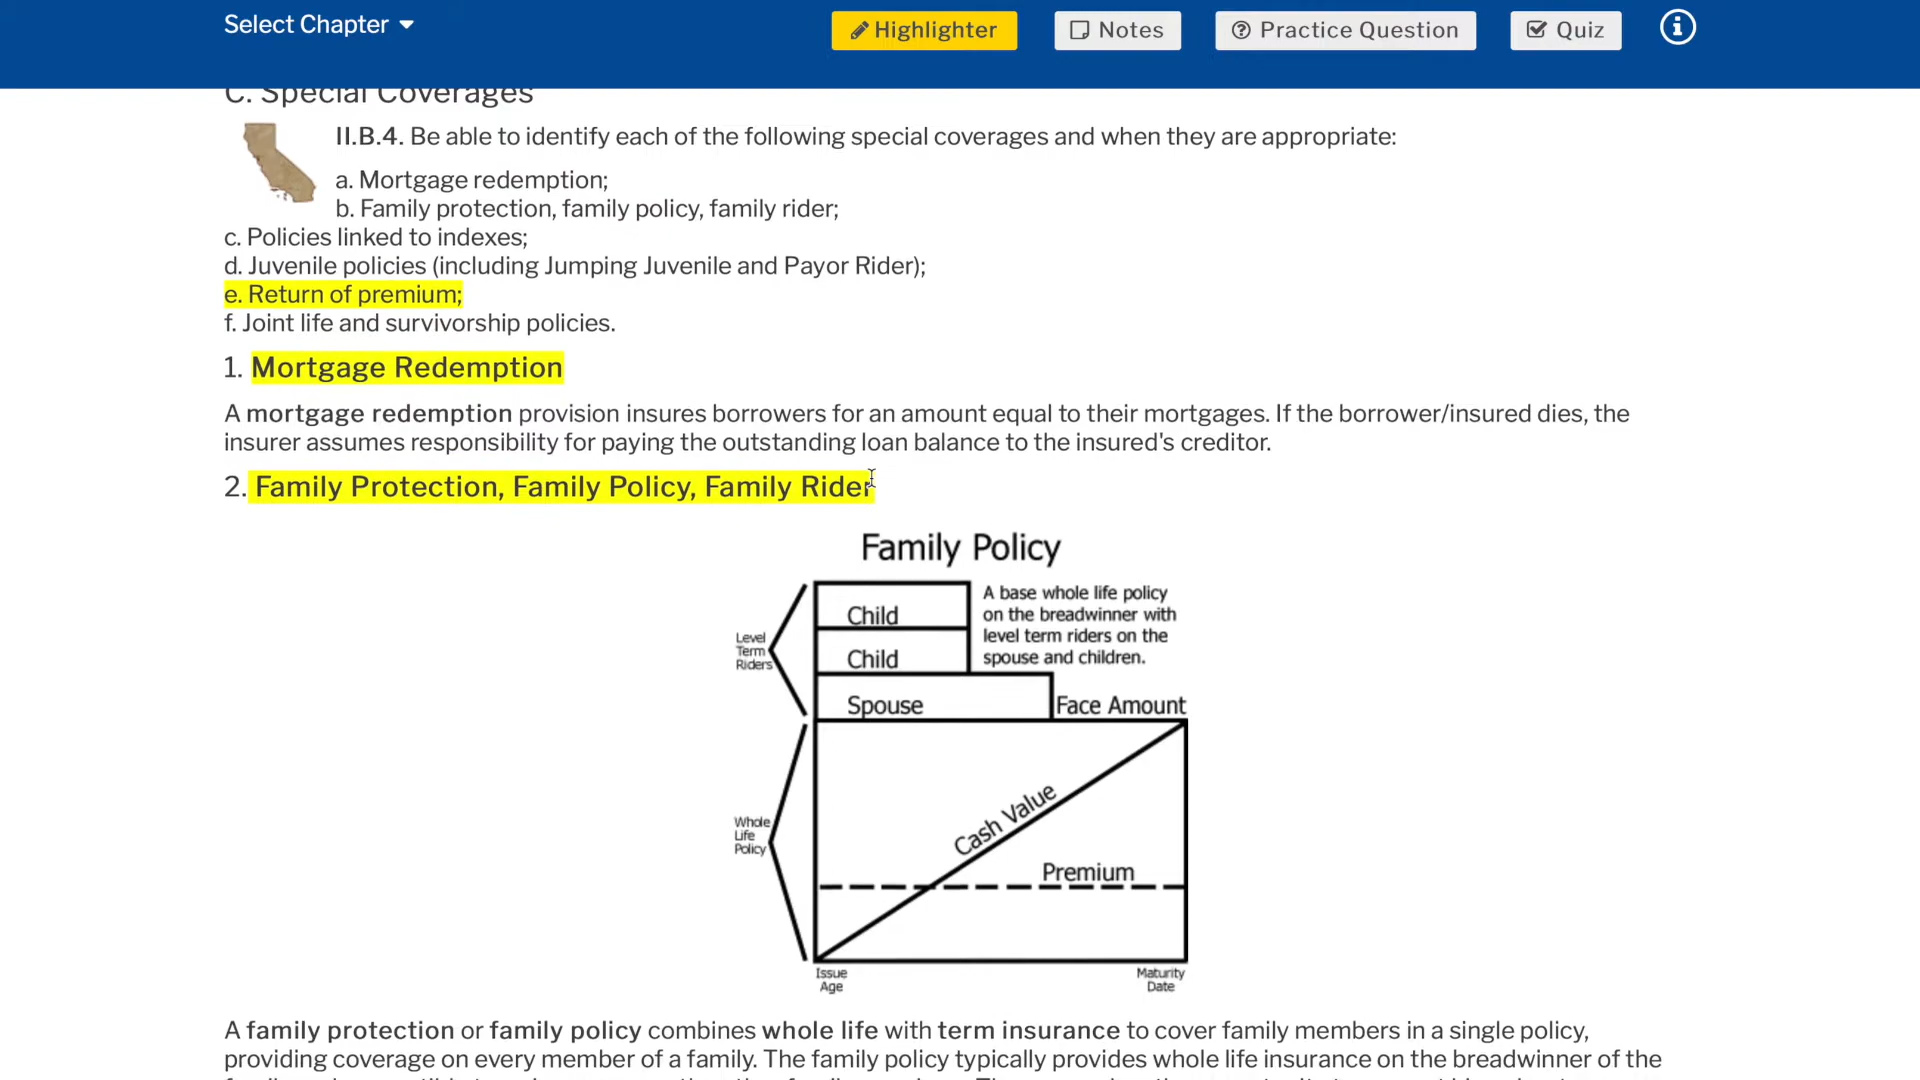 Select Chapter
Highlighter
Notes
Practice Question
Quiz
C. Special Coverages
II.B.4. Be able to identify each of the following special coverages and when they are appropriate:
a. Mortgage redemption;
b. Family protection, family policy, family rider;
c. Policies linked to indexes;
d. Juvenile policies (including Jumping Juvenile and Payor Rider);
e. Return of premium;
f. Joint life and survivorship policies.
1. Mortgage Redemption
A mortgage redemption provision insures borrowers for an amount equal to their mortgages. If the borrower/insured dies, the
insurer assumes responsibility for paying the outstanding loan balance to the insured's creditor.
2. Family Protection, Family Policy, Family Rider
Family Policy
Child
Child
Spouse
Level
Term
Riders
A base whole life policy
on the breadwinner with
level term riders on the
spouse and children.
Face Amount
Whole
Life
Policy
Cash Value
Premium
Issue
Age
Maturity
Date
A family protection or family policy combines whole life with term insurance to cover family members in a single policy,
providing coverage on every member of a family. The family policy typically provides whole life insurance on the breadwinner of the